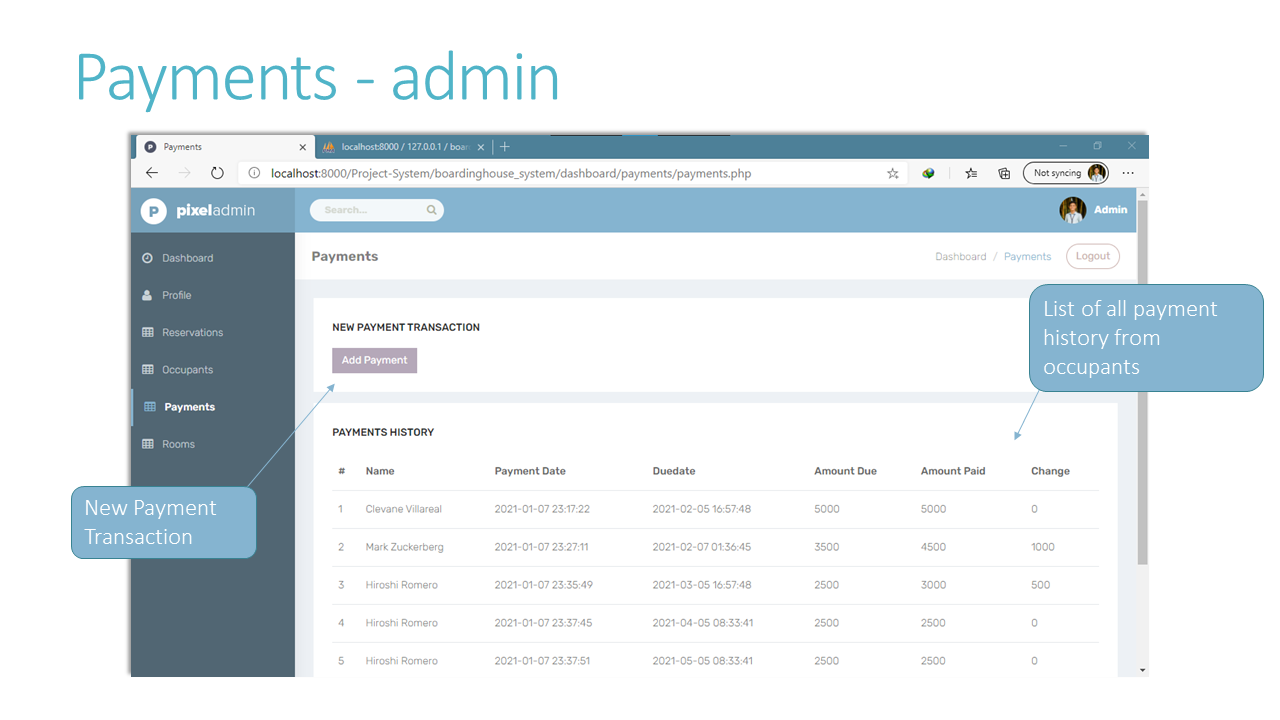 Payments - admin
Payments
localhost:8000 / 127.0.0.1 / boar
localhost:8000/Project-System/boardinghouse_system/dashboard/payments/payments.php
Not syncing
P pixeladmin
Search...
Admin
Dashboard
Profile
Reservations
Occupants
Payments
Rooms
Payments
Dashboard / Payments
Logout
NEW PAYMENT TRANSACTION
Add Payment
List of all payment
history from
occupants
New Payment
Transaction
PAYMENTS HISTORY
# Name Payment Date Duedate Amount Due Amount Paid Change
1 Clevane Villareal 2021-01-07 23:17:22 2021-02-05 16:57:48 5000 5000 0
2 Mark Zuckerberg 2021-01-07 23:27:11 2021-02-07 01:36:45 3500 4500 1000
3 Hiroshi Romero 2021-01-07 23:35:49 2021-03-05 16:57:48 2500 3000 500
4 Hiroshi Romero 2021-01-07 23:37:45 2021-04-05 08:33:41 2500 2500 0
5 Hiroshi Romero 2021-01-07 23:37:51 2021-05-05 08:33:41 2500 2500 0